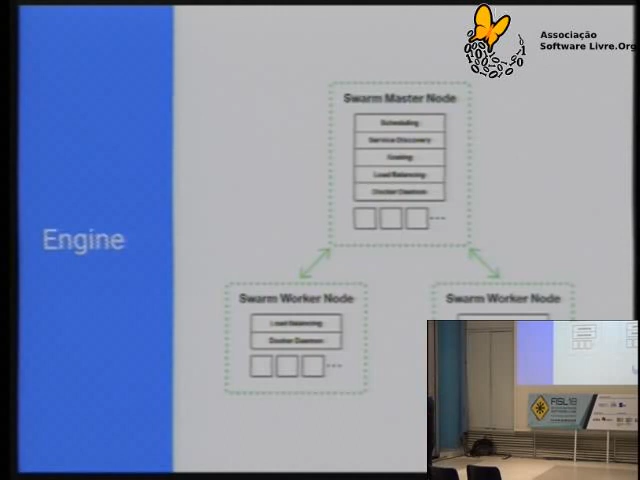 Associação
Software Livre.Org
Swarm Master Node
Scheduling
Service Discovery
Scaling
Load Balancing
Docker Daemon
Engine
Swarm Worker Node
Swarm Worker Node
Load Balancing
Docker Daemon
FISL18